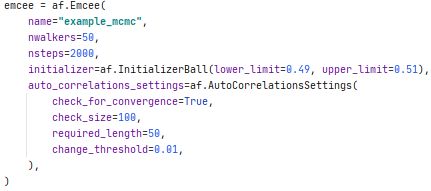 emcee = af.Emcee(
    name="example_mcmc",
    nwalkers=50,
    nsteps=2000,
    initializer=af.InitializerBall(lower_limit=0.49, upper_limit=0.51),
    auto_correlations_settings=af.AutoCorrelationsSettings(
        check_for_convergence=True,
        check_size=100,
        required_length=50,
        change_threshold=0.01,
    ),
)